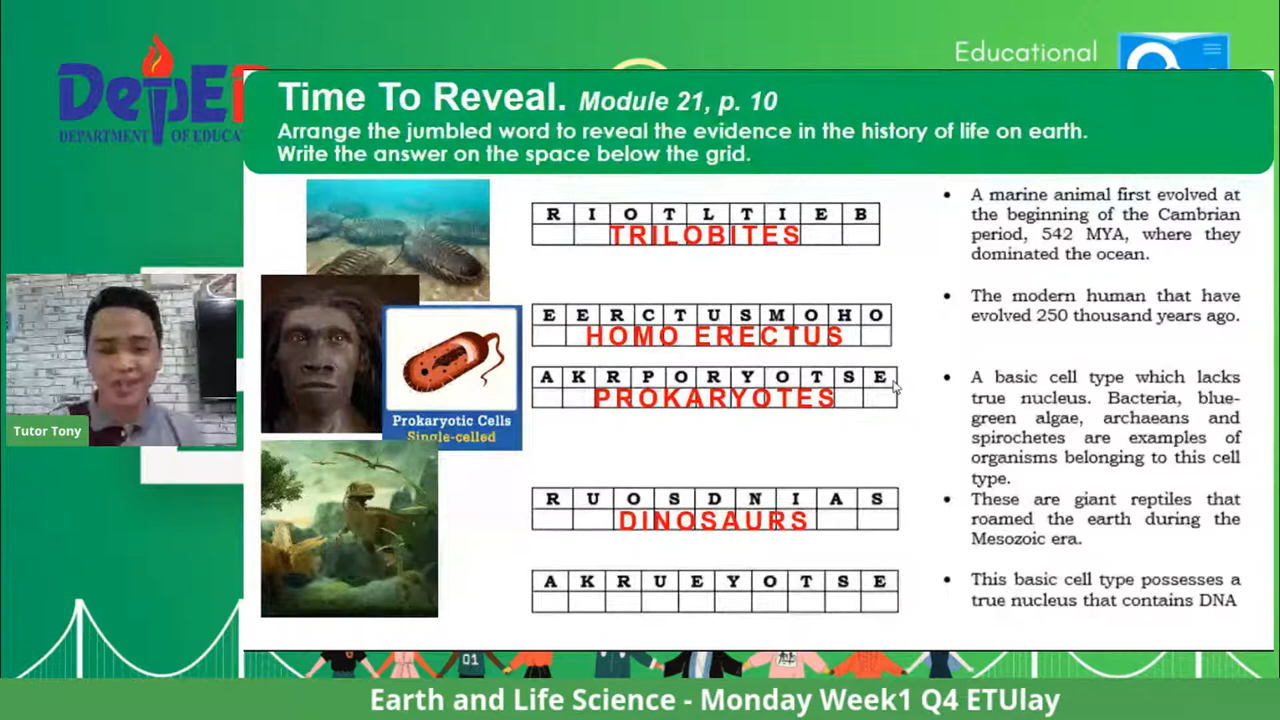 DepEd
DEPARTMENT OF EDUCA
Educational
Time To Reveal. Module 21, p. 10
Arrange the jumbled word to reveal the evidence in the history of life on earth.
Write the answer on the space below the grid.
R I O T L T I E B
TRILOBITES
• A marine animal first evolved at
the beginning of the Cambrian
period, 542 MYA, where they
dominated the ocean.
E E R C T U S M O H O
HOMO ERECTUS
• The modern human that have
evolved 250 thousand years ago.
A K R P O R Y O T S E
PROKARYOTES
• A basic cell type which lacks
true nucleus. Bacteria, blue-
green algae, archaeans and
spirochetes are examples of
organisms belonging to this cell
type.
Prokaryotic Cells
Single-celled
Tutor Tony
R U O S D N I A S
DINOSAURS
• These are giant reptiles that
roamed the earth during the
Mesozoic era.
A K R U E Y O T S E
• This basic cell type possesses a
true nucleus that contains DNA
Q1
Earth and Life Science - Monday Week1 Q4 ETUlay